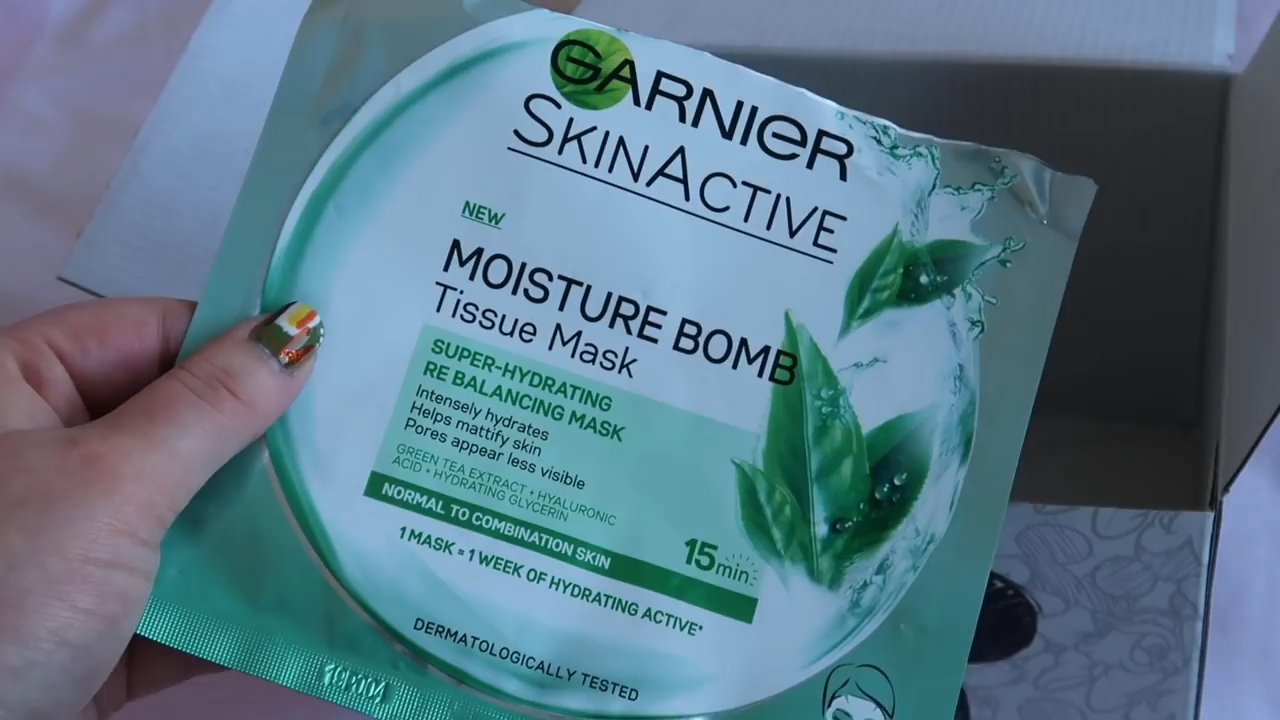 GARNIER
SKINACTIVE
NEW
MOISTURE BOMB
Tissue Mask
SUPER-HYDRATING
RE BALANCING MASK
Intensely hydrates
Helps mattify skin
Pores appear less visible
GREEN TEA EXTRACT + HYALURONIC
ACID + HYDRATING GLYCERIN
NORMAL TO COMBINATION SKIN
15min
1 MASK = 1 WEEK OF HYDRATING ACTIVE*
DERMATOLOGICALLY TESTED